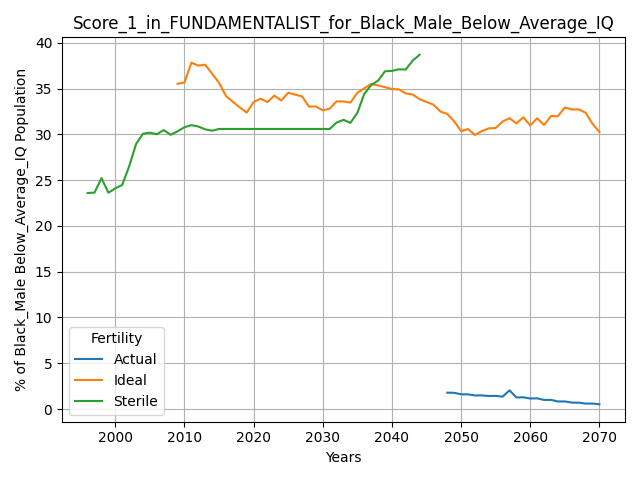 Score_1_in_FUNDAMENTALIST_for_Black_Male_Below_Average_IQ
% of Black_Male Below_Average_IQ Population
40
35
30
25
20
15
10
5
0
Fertility
Actual
Ideal
Sterile
2000 2010 2020 2030 2040 2050 2060 2070
Years